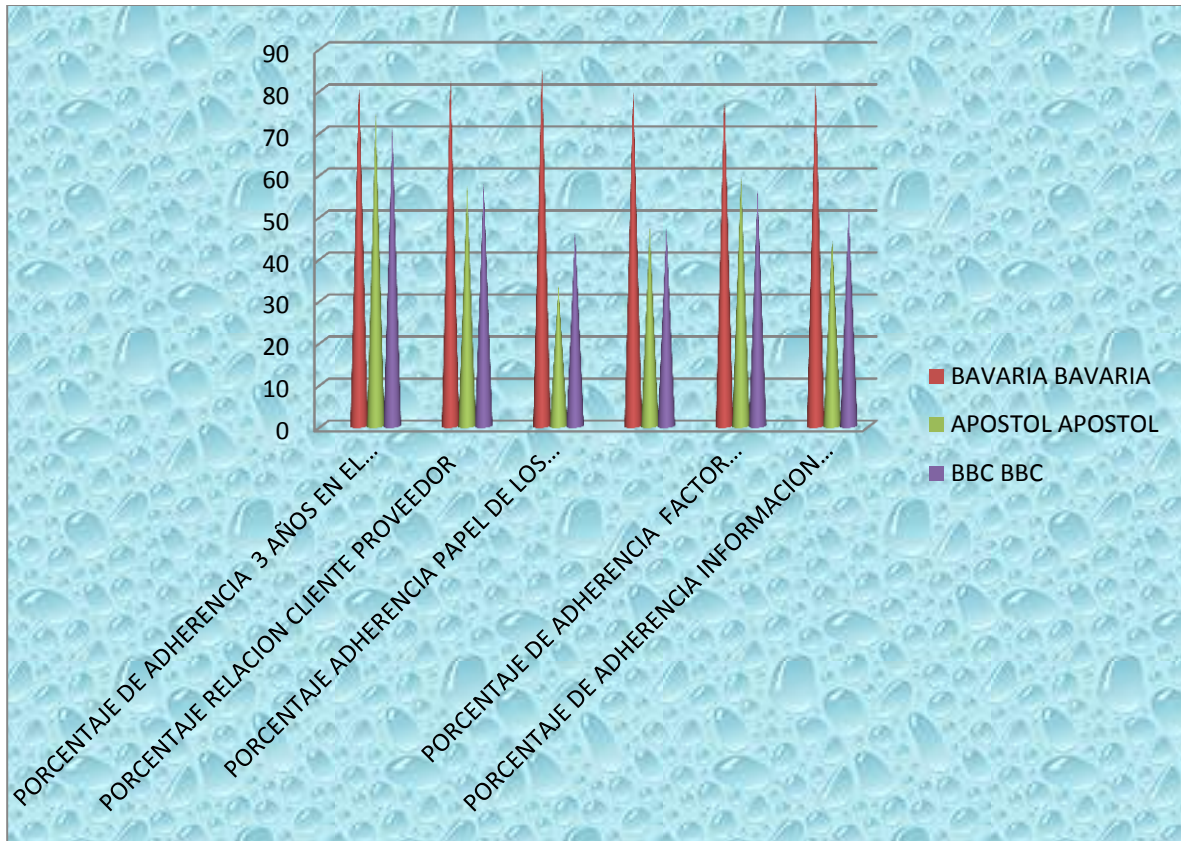 90
80
70
60
50
40
30
20
10
0
PORCENTAJE DE ADHERENCIA  3 AÑOS EN EL...
PORCENTAJE RELACION CLIENTE PROVEEDOR
PORCENTAJE ADHERENCIA PAPEL DE LOS...
PORCENTAJE DE ADHERENCIA  FACTOR...
PORCENTAJE DE ADHERENCIA INFORMACION...
BAVARIA BAVARIA
APOSTOL APOSTOL
BBC BBC